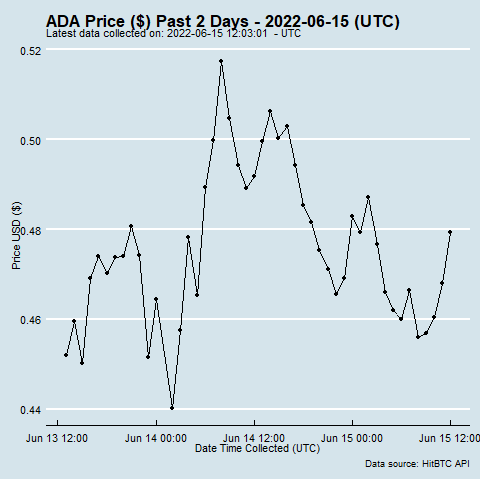 ADA Price ($) Past 2 Days - 2022-06-15 (UTC)
Latest data collected on: 2022-06-15 12:03:01 - UTC
0.52
0.50
0.48
0.46
0.44
Price USD ($)
Jun 13 12:00 Jun 14 00:00 Jun 14 12:00 Jun 15 00:00 Jun 15 12:00
Date Time Collected (UTC)
Data source: HitBTC API